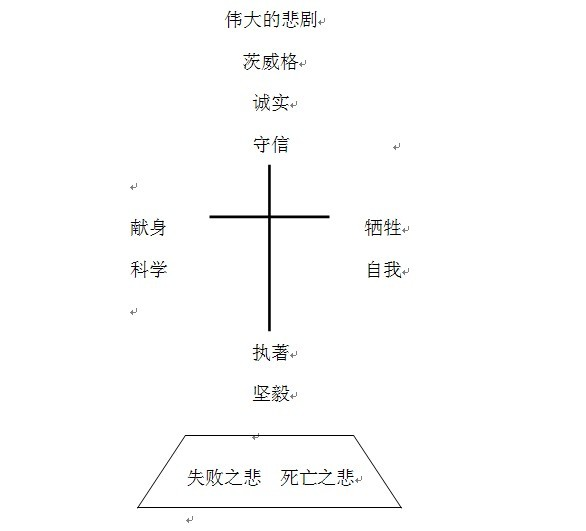 伟大的悲剧
茨威格
诚实
守信
献身 牺牲
科学 自我
执著
坚毅
失败之悲 死亡之悲